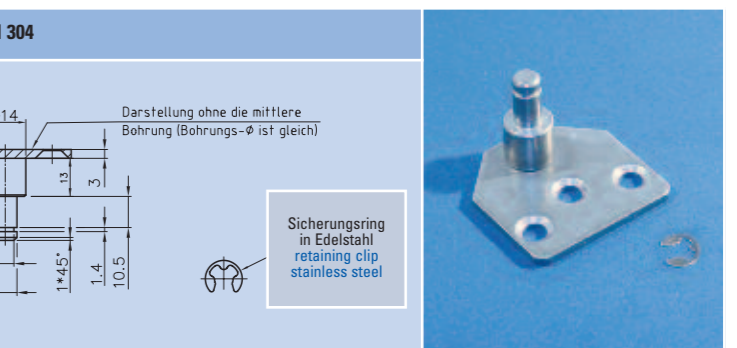 304
14
Darstellung ohne die mittlere
Bohrung (Bohrungs-Ø ist gleich)
13
3
1*45°
1.4
10.5
Sicherungsring
in Edelstahl
retaining clip
stainless steel